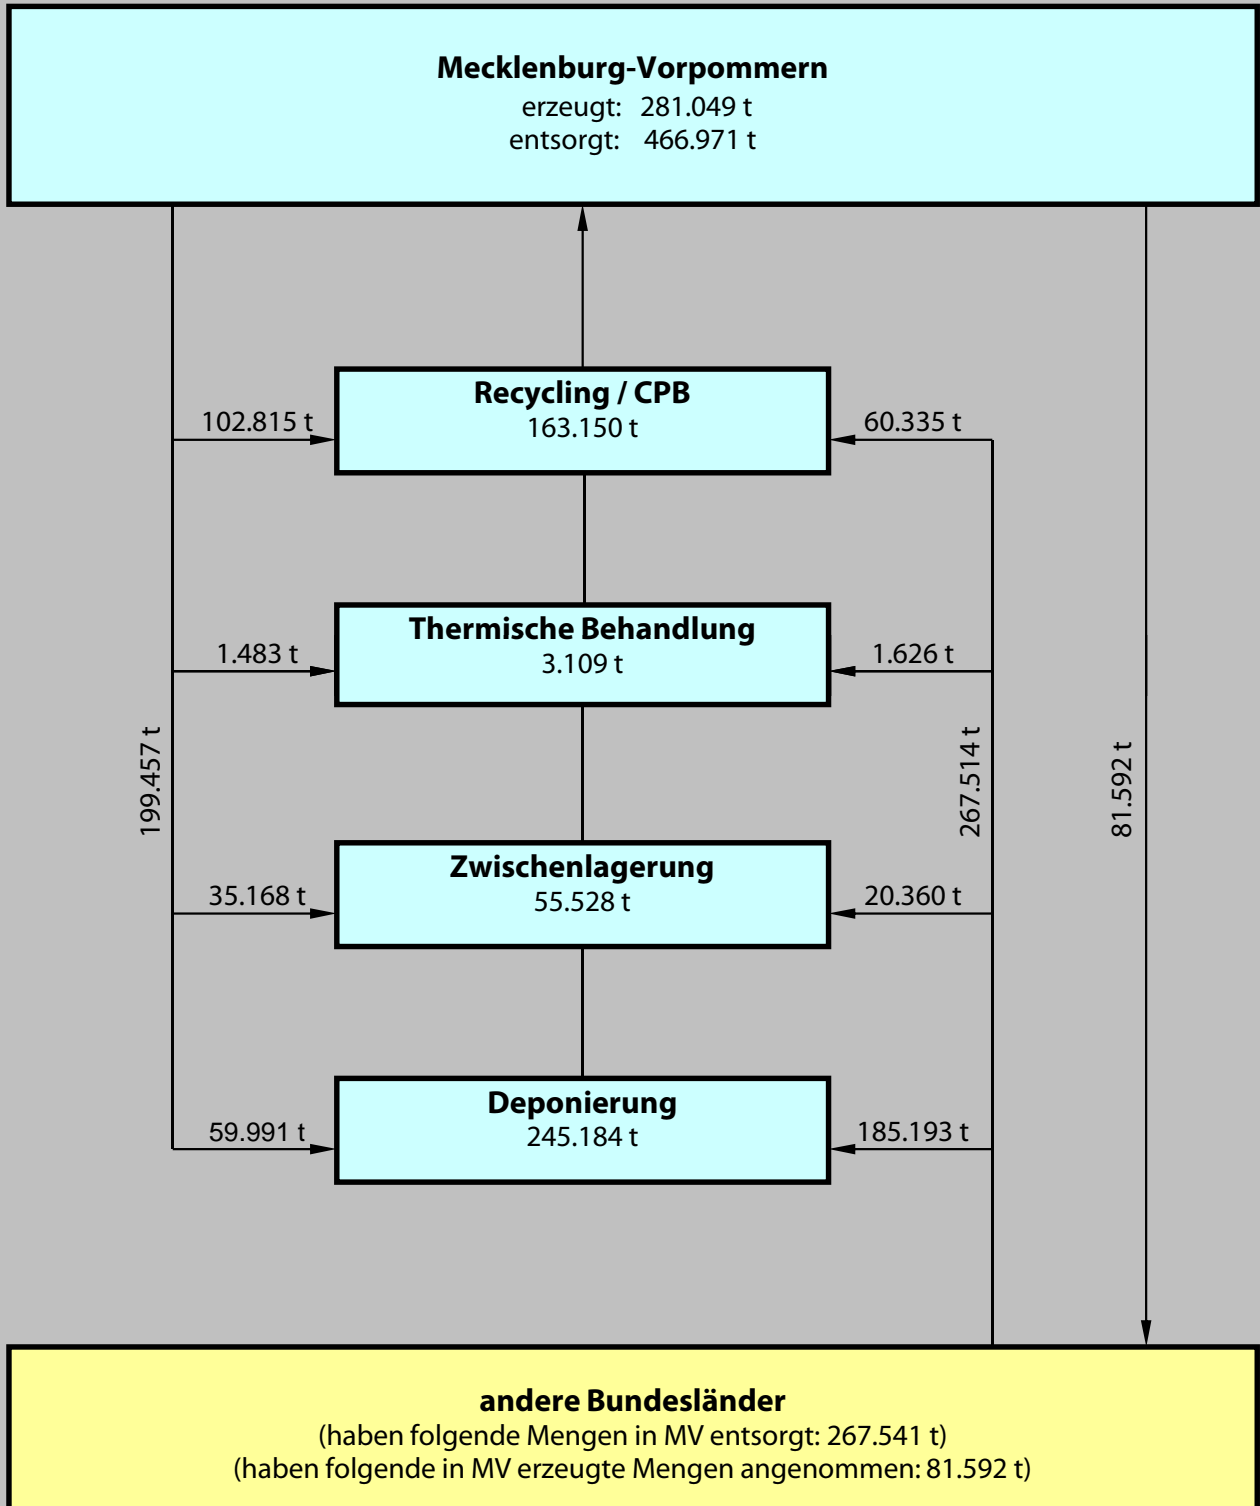 Mecklenburg-Vorpommern
erzeugt: 281.049 t
entsorgt: 466.971 t
Recycling / CPB
163.150 t
102.815 t
60.335 t
Thermische Behandlung
3.109 t
1.483 t
1.626 t
199.457 t
267.514 t
81.592 t
Zwischenlagerung
55.528 t
35.168 t
20.360 t
Deponierung
245.184 t
59.991 t
185.193 t
andere Bundesländer
(haben folgende Mengen in MV entsorgt: 267.541 t)
(haben folgende in MV erzeugte Mengen angenommen: 81.592 t)